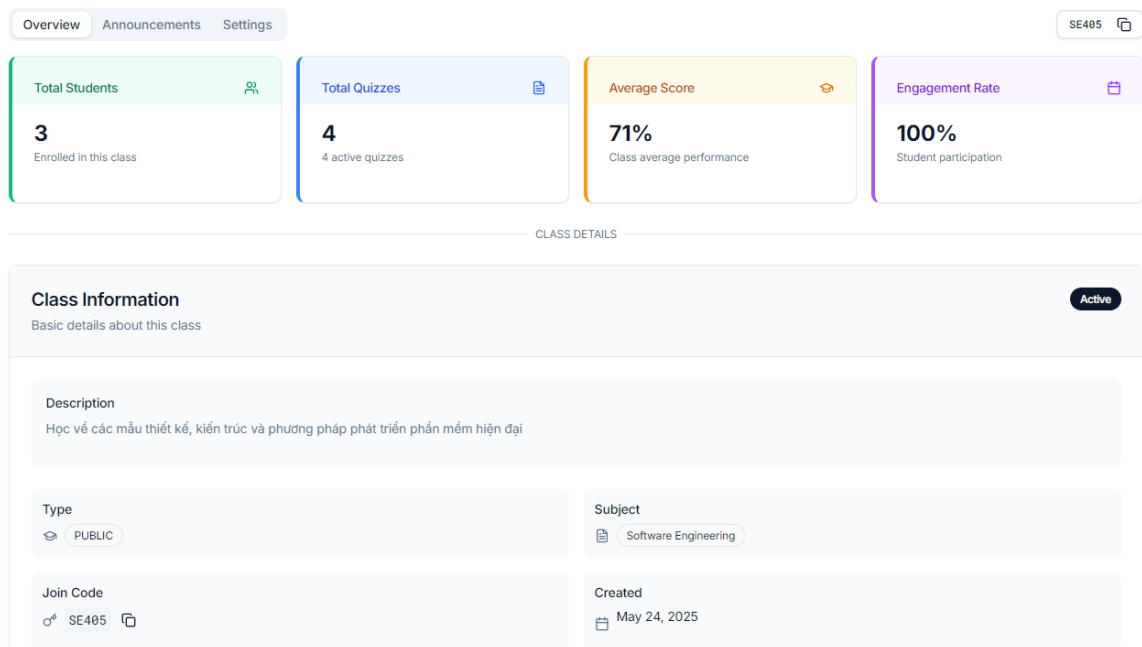 Overview Announcements Settings SE405
Total Students
3
Enrolled in this class
Total Quizzes
4
4 active quizzes
Average Score
71%
Class average performance
Engagement Rate
100%
Student participation
CLASS DETAILS
Class Information
Active
Basic details about this class
Description
Học về các mẫu thiết kế, kiến trúc và phương pháp phát triển phần mềm hiện đại
Type
PUBLIC
Subject
Software Engineering
Join Code
SE405
Created
May 24, 2025